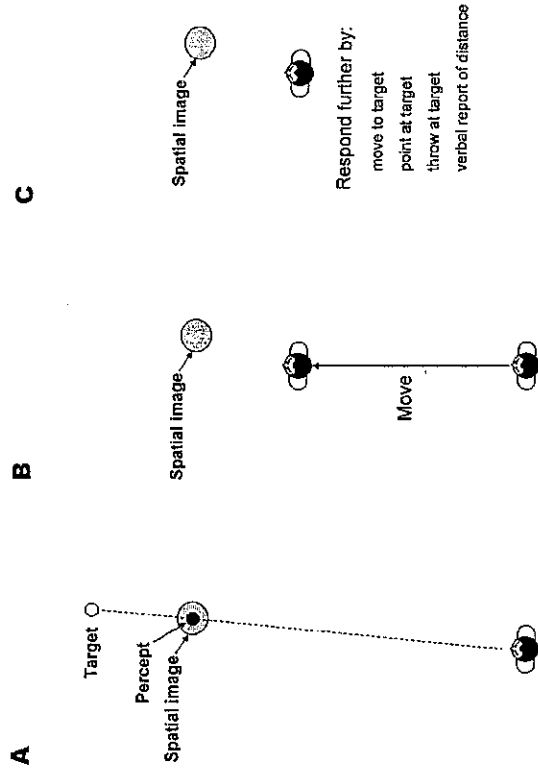 A
Target
Percept
Spatial image
B
Spatial image
Move
C
Spatial image
Respond further by:
move to target
point at target
throw at target
verbal report of distance